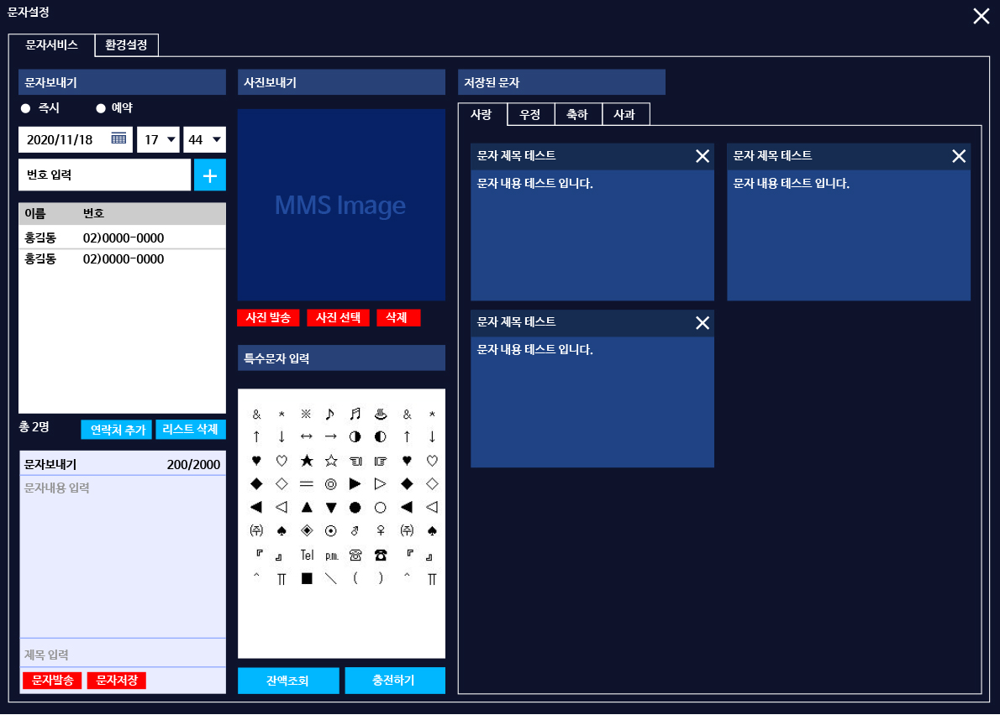 문자설정
문자서비스 환경설정
문자보내기
즉시 예약
2020/11/18 17 44
번호 입력
이름 번호
홍길동 02)0000-0000
홍길동 02)0000-0000
총 2명 연락처 추가 리스트 삭제
문자보내기 200/2000
문자내용 입력
제목 입력
문자발송 문자저장
사진보내기
MMS Image
사진 발송 사진 선택 삭제
특수문자 입력
& * ※ ♪ ♬ ♨ & *
↑ ↓ ↔ → ◑ ◐ ↑ ↓
♥ ♡ ★ ☆ ☜ ☞ ♥ ♡
◆ ◇ = ◎ ▶ ▷ ◆ ◇
◀ ◁ ▲ ▼ ● ○ ◀ ◁
㈜ ♠ ◈ ⊙ ♂ ♀ ㈜ ♠
『 』 Tel p.m. ☏ ☎ 『 』
^ ㅠ ■ \ ( ) ^ ㅠ
잔액조회 충전하기
저장된 문자
사랑 우정 축하 사과
문자 제목 테스트
문자 내용 테스트 입니다.
문자 제목 테스트
문자 내용 테스트 입니다.
문자 제목 테스트
문자 내용 테스트 입니다.